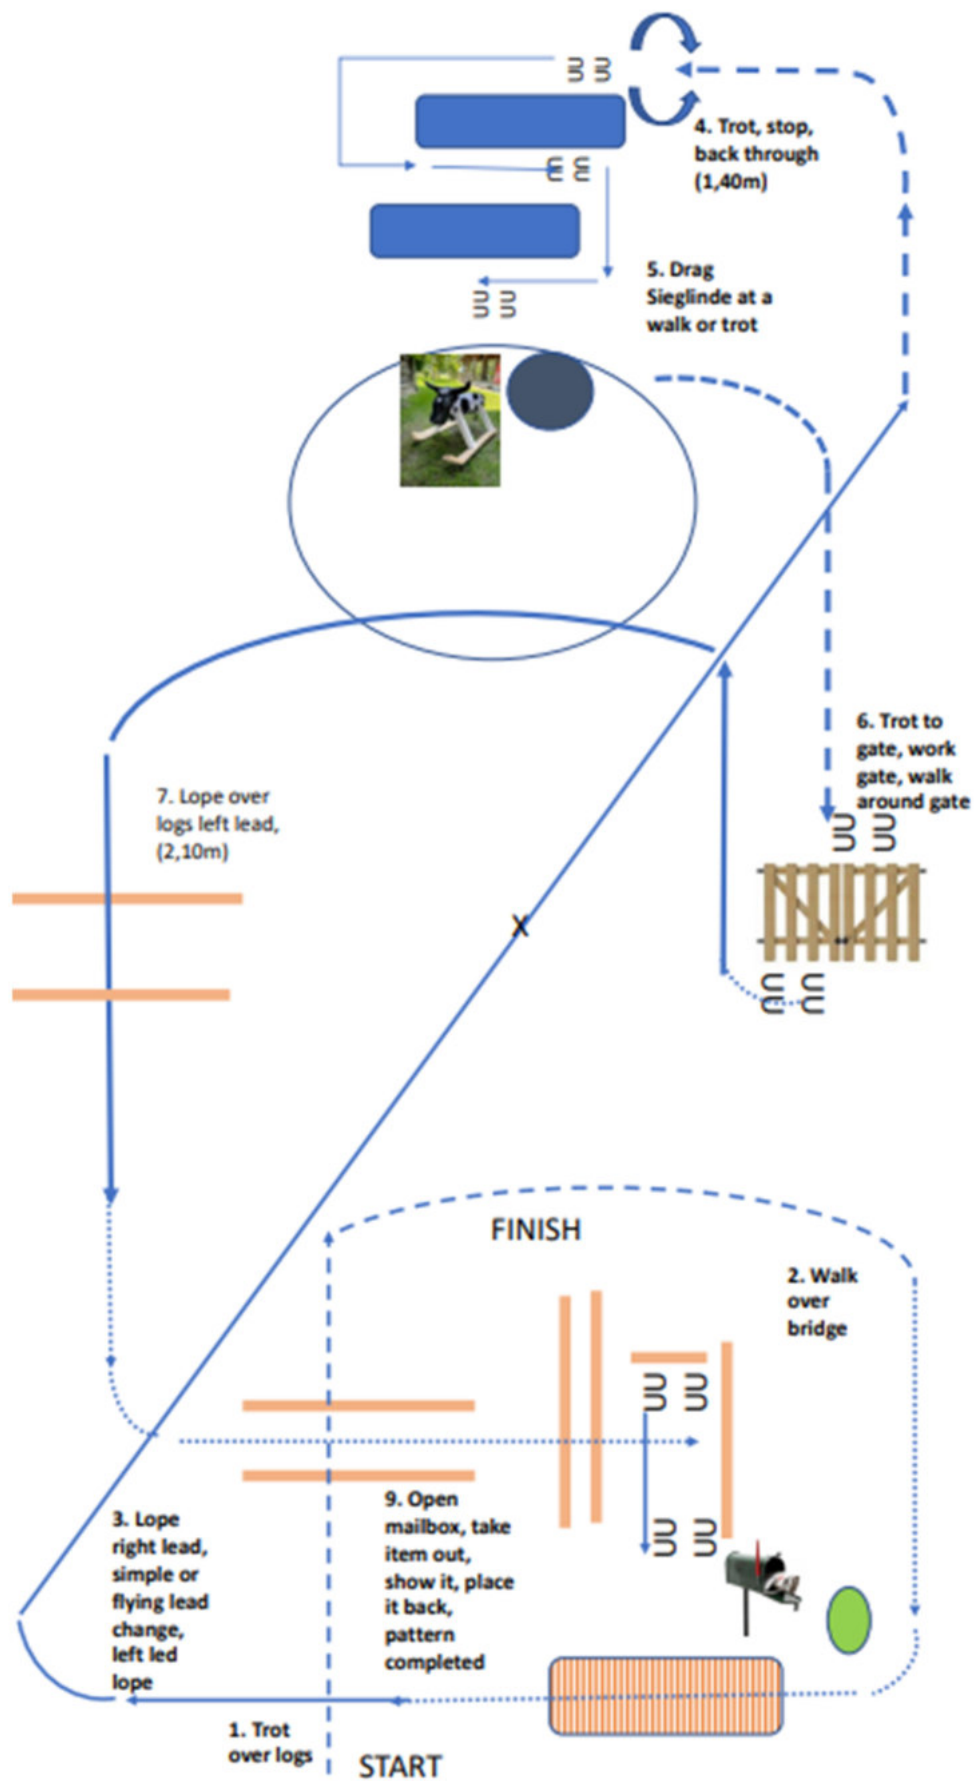 4. Trot, stop,
back through
(1,40m)
5. Drag
Sieglinde at a
walk or trot
6. Trot to
gate, work
gate, walk
around gate
7. Lope over
logs left lead,
(2,10m)
X
FINISH
2. Walk
over
bridge
3. Lope
right lead,
simple or
flying lead
change,
left led
lope
9. Open
mailbox, take
item out,
show it, place
it back,
pattern
completed
1. Trot
over logs
START